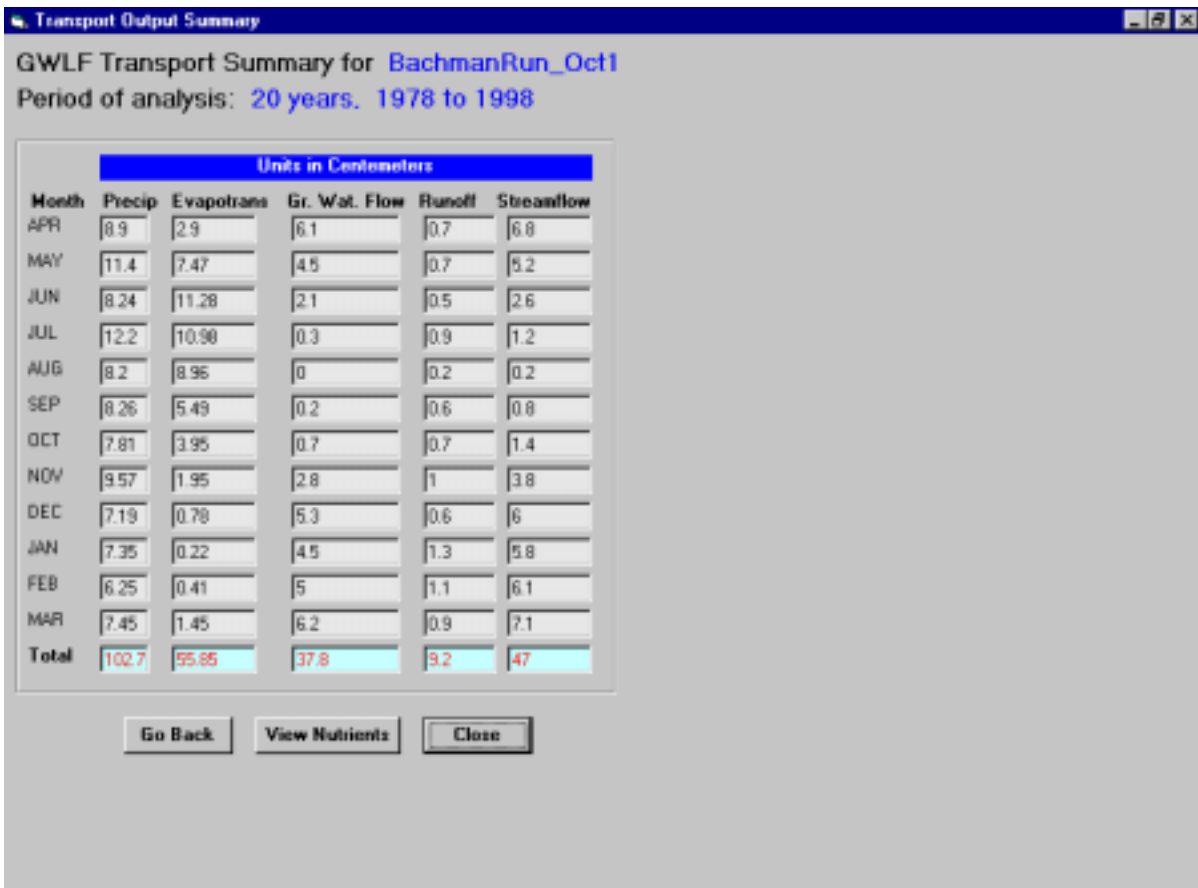 Transport Output Summary
GWLF Transport Summary for BachmanRun_Oct1
Period of analysis: 20 years. 1978 to 1998
Units in Centemeters
Month Precip Evapotrans Gr. Wat. Flow Runoff Streamflow
APR 8.9 2.9 6.1 0.7 6.8
MAY 11.4 7.47 4.5 0.7 5.2
JUN 8.24 11.28 2.1 0.5 2.6
JUL 12.2 10.98 0.3 0.9 1.2
AUG 8.2 8.96 0 0.2 0.2
SEP 8.26 5.49 0.2 0.6 0.8
OCT 7.81 3.95 0.7 0.7 1.4
NOV 9.57 1.95 2.8 1 3.8
DEC 7.19 0.78 5.3 0.6 6
JAN 7.35 0.22 4.5 1.3 5.8
FEB 6.25 0.41 5 1.1 6.1
MAR 7.45 1.45 6.2 0.9 7.1
Total 102.7 55.85 37.8 9.2 47
Go Back View Nutrients Close